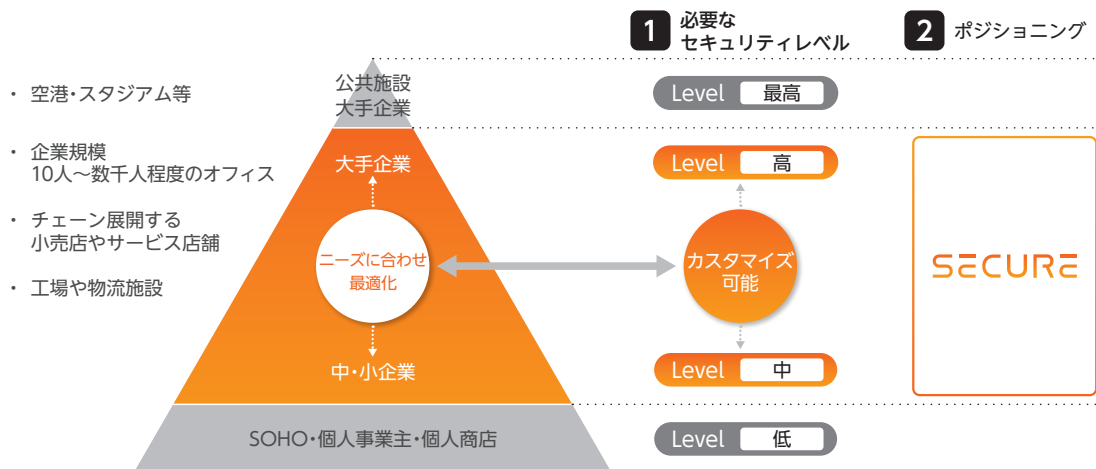 1
必要な
セキュリティレベル
2
ポジショニング
・ 空港・スタジアム等
・ 企業規模
10人～数千人程度のオフィス
・ チェーン展開する
小売店やサービス店舗
・ 工場や物流施設
公共施設
大手企業
大手企業
ニーズに合わせ
最適化
中・小企業
SOHO・個人事業主・個人商店
Level 最高
Level 高
カスタマイズ
可能
Level 中
Level 低
SECURE